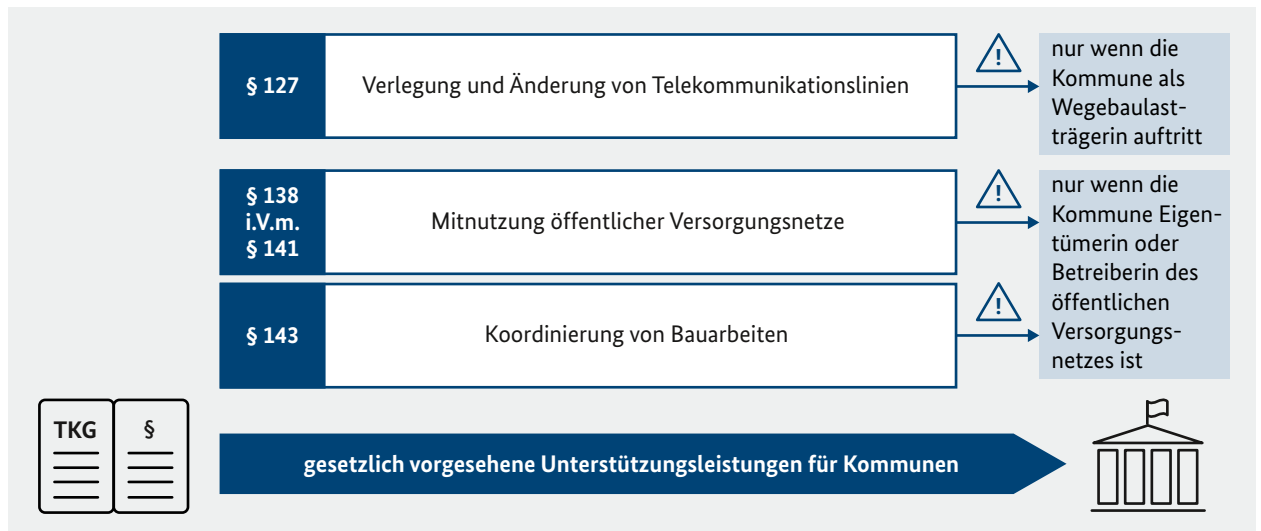 § 127
Verlegung und Änderung von Telekommunikationslinien
!
nur wenn die
Kommune als
Wegebaulast-
trägerin auftritt
§ 138
i.V.m.
§ 141
Mitnutzung öffentlicher Versorgungsnetze
!
nur wenn die
Kommune Eigen-
tümerin oder
Betreiberin des
öffentlichen
Versorgungs-
netzes ist
§ 143
Koordinierung von Bauarbeiten
!
TKG
§
gesetzlich vorgesehene Unterstützungsleistungen für Kommunen